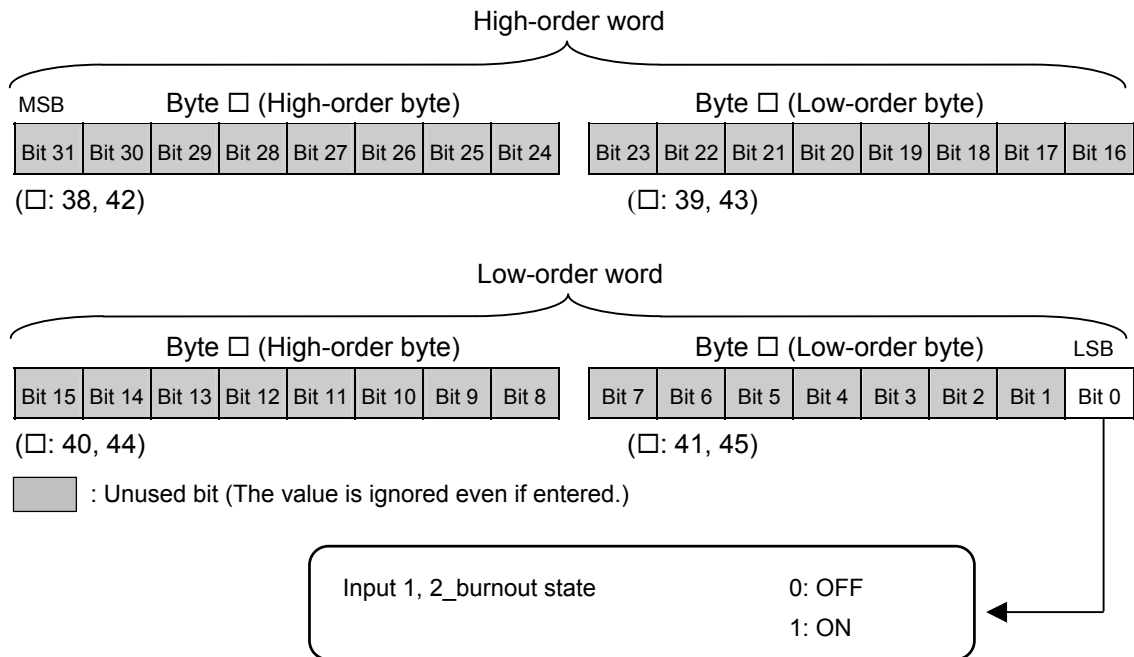 High-order word
MSB Byte □ (High-order byte) Byte □ (Low-order byte)
Bit 31 Bit 30 Bit 29 Bit 28 Bit 27 Bit 26 Bit 25 Bit 24 Bit 23 Bit 22 Bit 21 Bit 20 Bit 19 Bit 18 Bit 17 Bit 16
(□: 38, 42) (□: 39, 43)
Low-order word
Byte □ (High-order byte) Byte □ (Low-order byte) LSB
Bit 15 Bit 14 Bit 13 Bit 12 Bit 11 Bit 10 Bit 9 Bit 8 Bit 7 Bit 6 Bit 5 Bit 4 Bit 3 Bit 2 Bit 1 Bit 0
(□: 40, 44) (□: 41, 45)
: Unused bit (The value is ignored even if entered.)
Input 1, 2_burnout state 0: OFF
1: ON